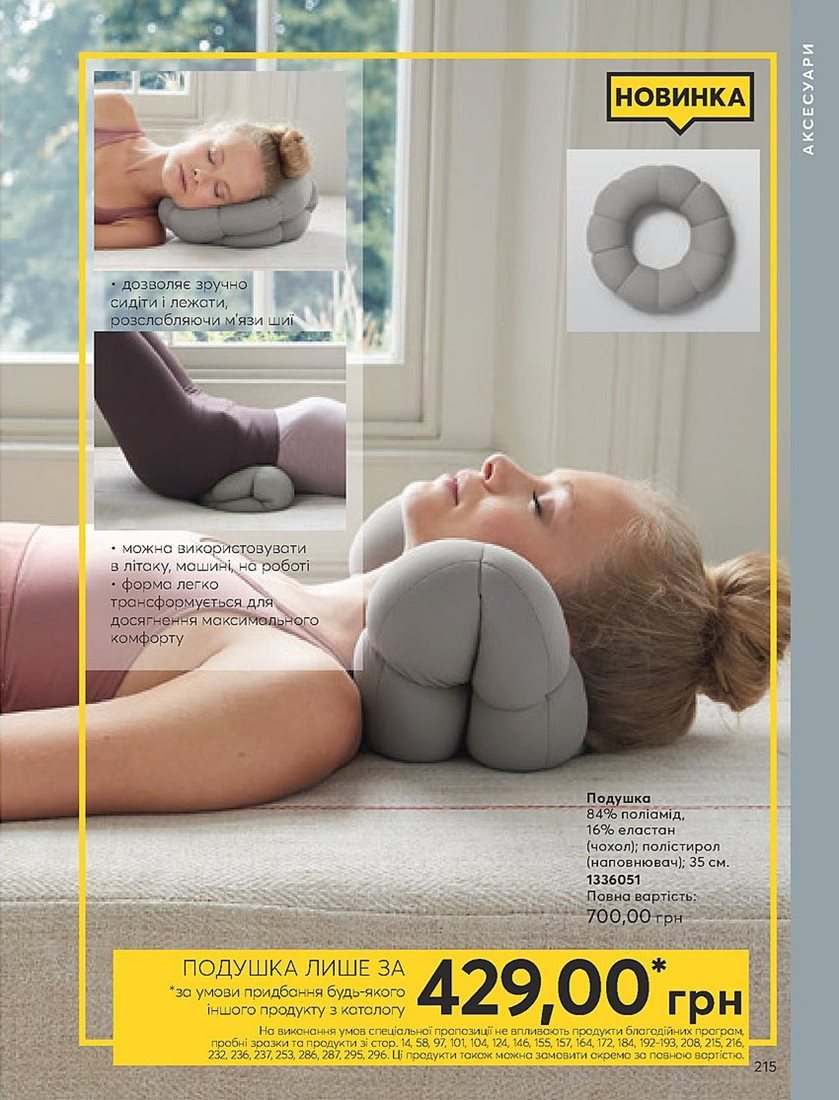 АКСЕСУАРИ
НОВИНКА
• дозволяє зручно
сидіти і лежати,
розслабляючи м'язи шиї
• можна використовувати
в літаку, машині, на роботі
• форма легко
трансформується для
досягнення максимального
комфорту
Подушка
84% поліамід,
16% еластан
(чохол); полістирол
(наповнювач); 35 см.
1336051
Повна вартість:
700,00 грн
ПОДУШКА ЛИШЕ ЗА
*за умови придбання будь-якого
іншого продукту з каталогу
429,00* грн
На виконання умов спеціальної пропозиції не впливають продукти благодійних програм,
пробні зразки та продукти зі стор. 14, 58, 97, 101, 104, 124, 146, 155, 157, 164, 172, 184, 192-193, 208, 215, 216,
232, 236, 237, 253, 286, 287, 295, 296. Ці продукти також можна замовити окремо за повною вартістю.
215